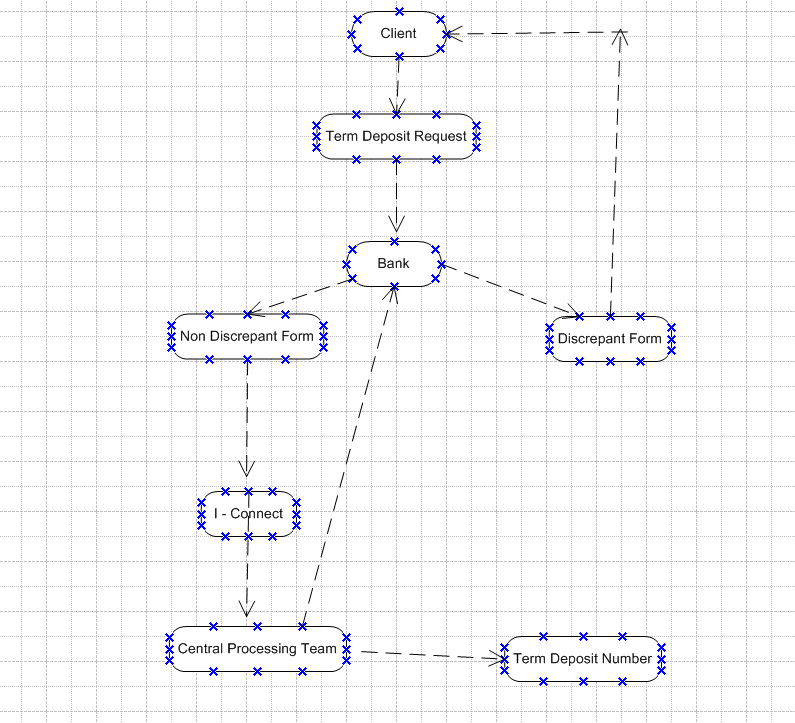 Client
Term Deposit Request
Bank
Non Discrepant Form
Discrepant Form
I - Connect
Central Processing Team
Term Deposit Number